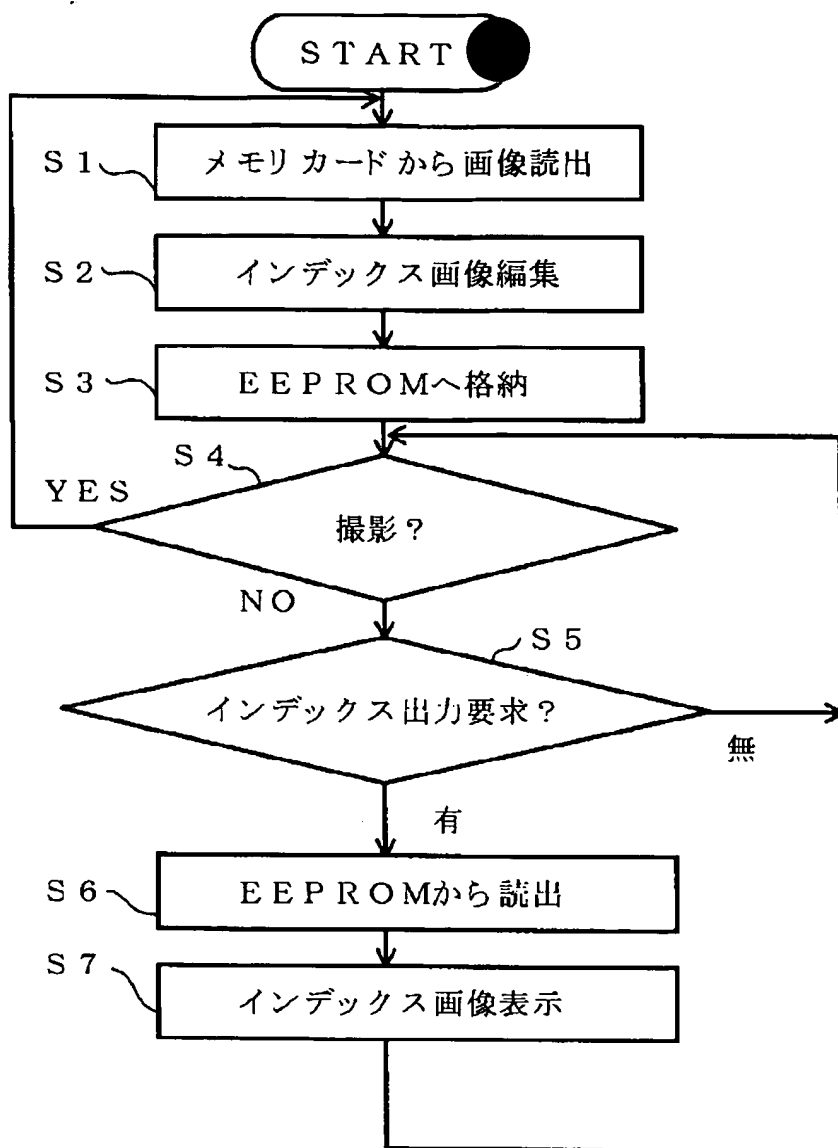 START
S1
メモリカードから画像読出
S2
インデックス画像編集
S3
EEPROMへ格納
S4
YES
撮影?
NO
S5
インデックス出力要求?
無
有
S6
EEPROMから読出
S7
インデックス画像表示